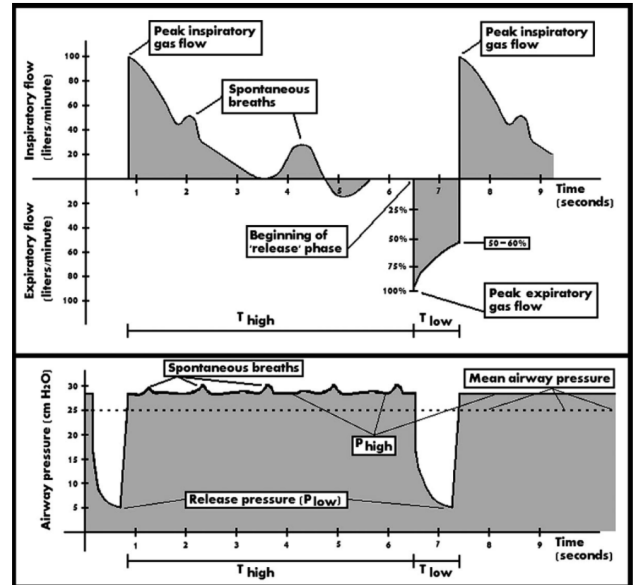 Peak inspiratory
gas flow
Peak inspiratory
gas flow
Spontaneous
breaths
Inspiratory flow
(liters/minute)
100
80
60
40
20
1 2 3 4 5 6 7 8 9 Time
(seconds)
Expiratory flow
(liters/minute)
20
40
60
80
100
Beginning of
'release' phase
25%
50%
75%
100%
50–60%
Peak expiratory
gas flow
T high
T low
Spontaneous breaths
Mean airway pressure
Airway pressure (cm H2O)
30
25
20
15
10
5
P high
Release pressure (P low)
1 2 3 4 5 6 7 8 9 Time
(seconds)
T high
T low